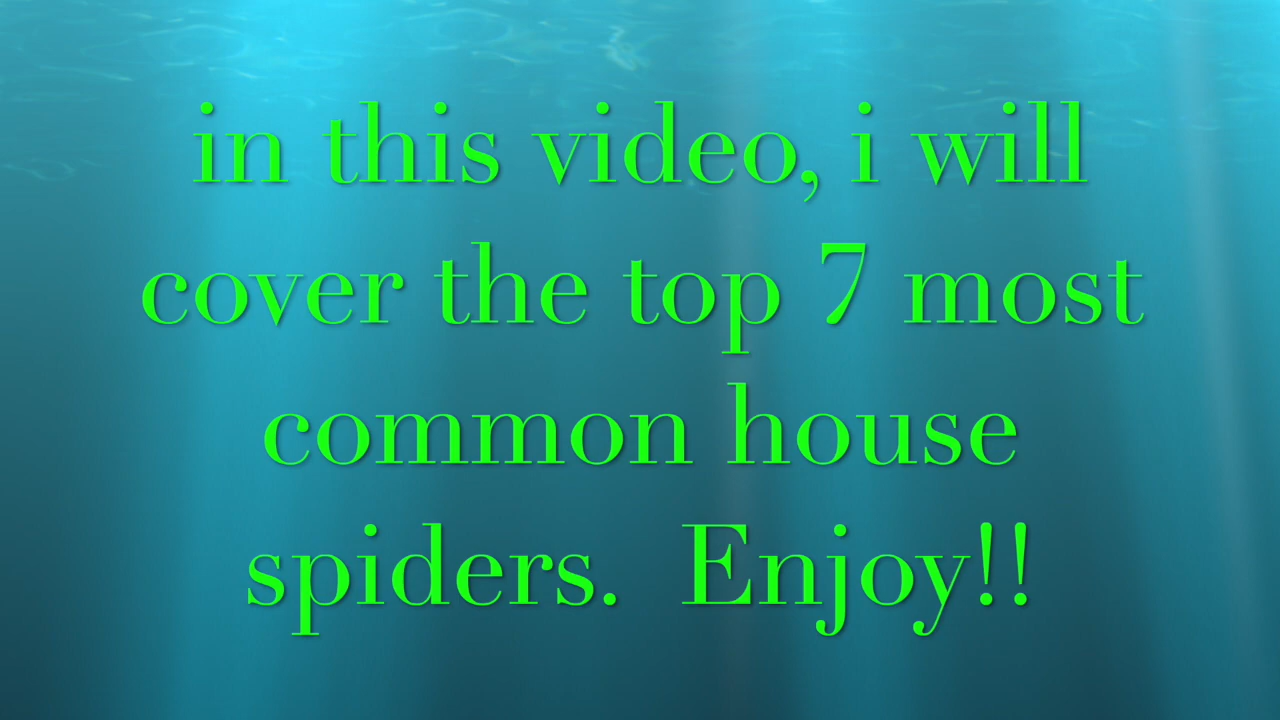 in this video, i will
cover the top 7 most
common house
spiders.  Enjoy!!